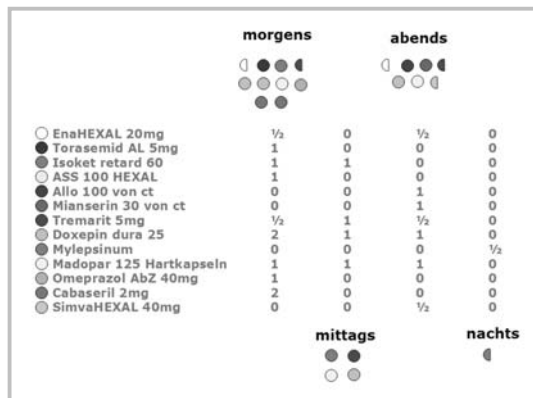 morgens abends
EnaHEXAL 20mg ½ 0 ½ 0
Torasemid AL 5mg 1 0 0 0
Isoket retard 60 1 1 0 0
ASS 100 HEXAL 1 0 0 0
Allo 100 von ct 0 0 1 0
Mianserin 30 von ct 0 0 1 0
Tremarit 5mg ½ 1 ½ 0
Doxepin dura 25 2 1 1 0
Mylepsinum 0 0 0 ½
Madopar 125 Hartkapseln 1 1 1 0
Omeprazol AbZ 40mg 1 0 0 0
Cabaseril 2mg 2 0 0 0
SimvaHEXAL 40mg 0 0 ½ 0
mittags nachts